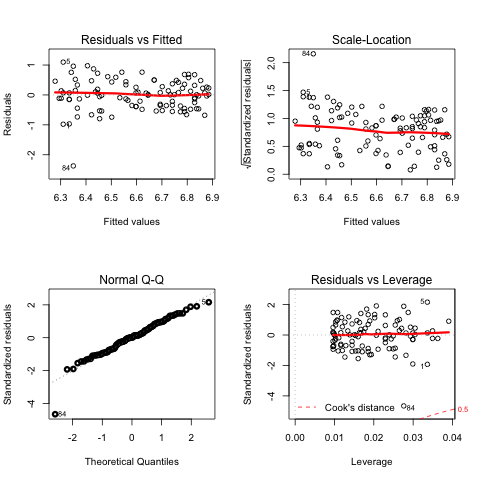 Residuals vs Fitted
Residuals
1
0
-1
-2
5
1
84
6.3 6.4 6.5 6.6 6.7 6.8 6.9
Fitted values
Scale-Location
√|Standardized residuals|
2.0
1.5
1.0
0.5
0.0
84
5
1
6.3 6.4 6.5 6.6 6.7 6.8 6.9
Fitted values
Normal Q-Q
Standardized residuals
2
0
-2
-4
5
84
-2 -1 0 1 2
Theoretical Quantiles
Residuals vs Leverage
Standardized residuals
2
0
-2
-4
5
1
84
Cook's distance
0.5
0.00 0.01 0.02 0.03 0.04
Leverage